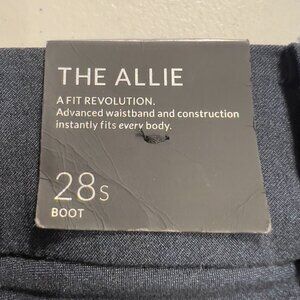 THE ALLIE
A FIT REVOLUTION.
Advanced waistband and construction
instantly fits every body.
28S
BOOT